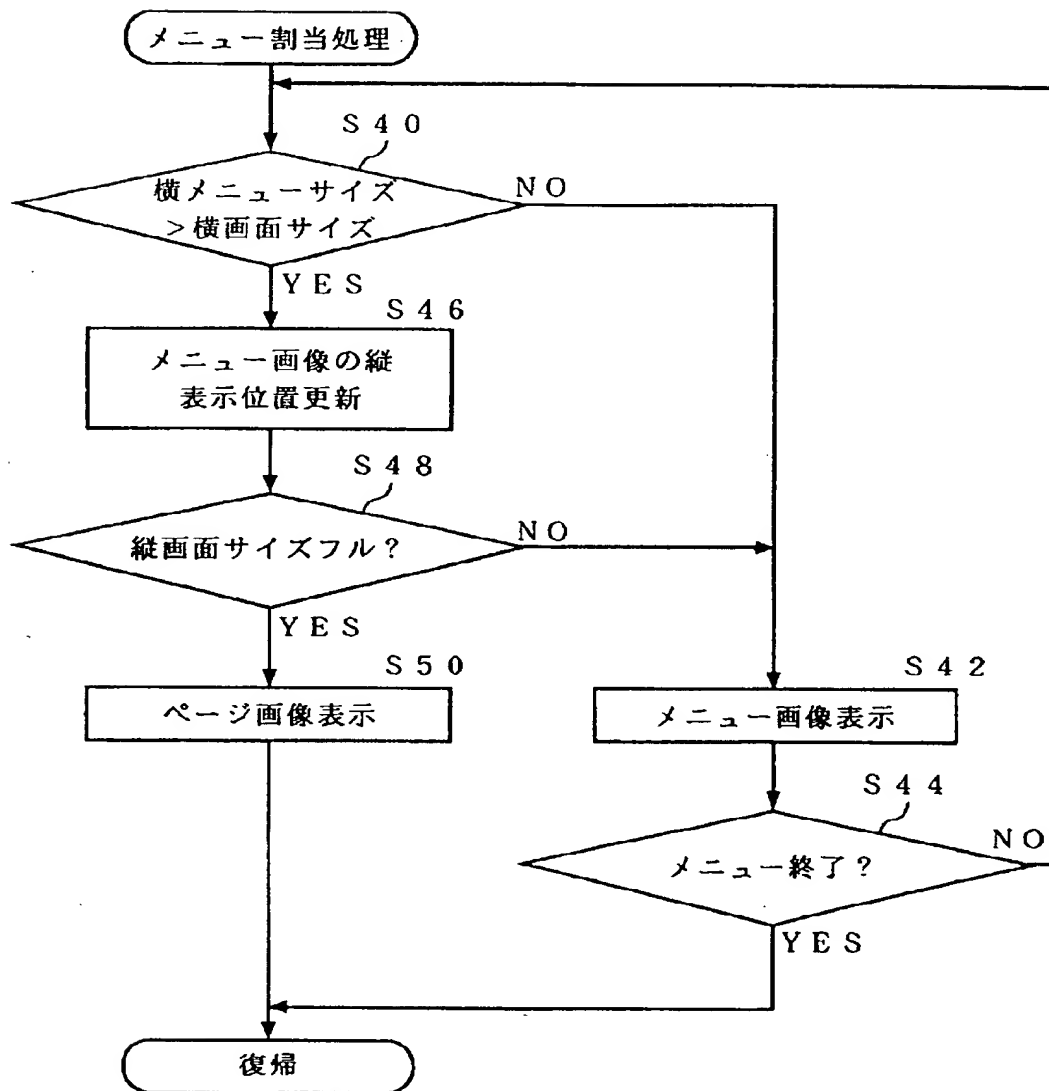 メニュー割当処理
S40
横メニューサイズ
>横画面サイズ
NO
YES
S46
メニュー画像の縦
表示位置更新
S48
縦画面サイズフル?
NO
YES
S50
ページ画像表示
S42
メニュー画像表示
S44
メニュー終了?
NO
YES
復帰